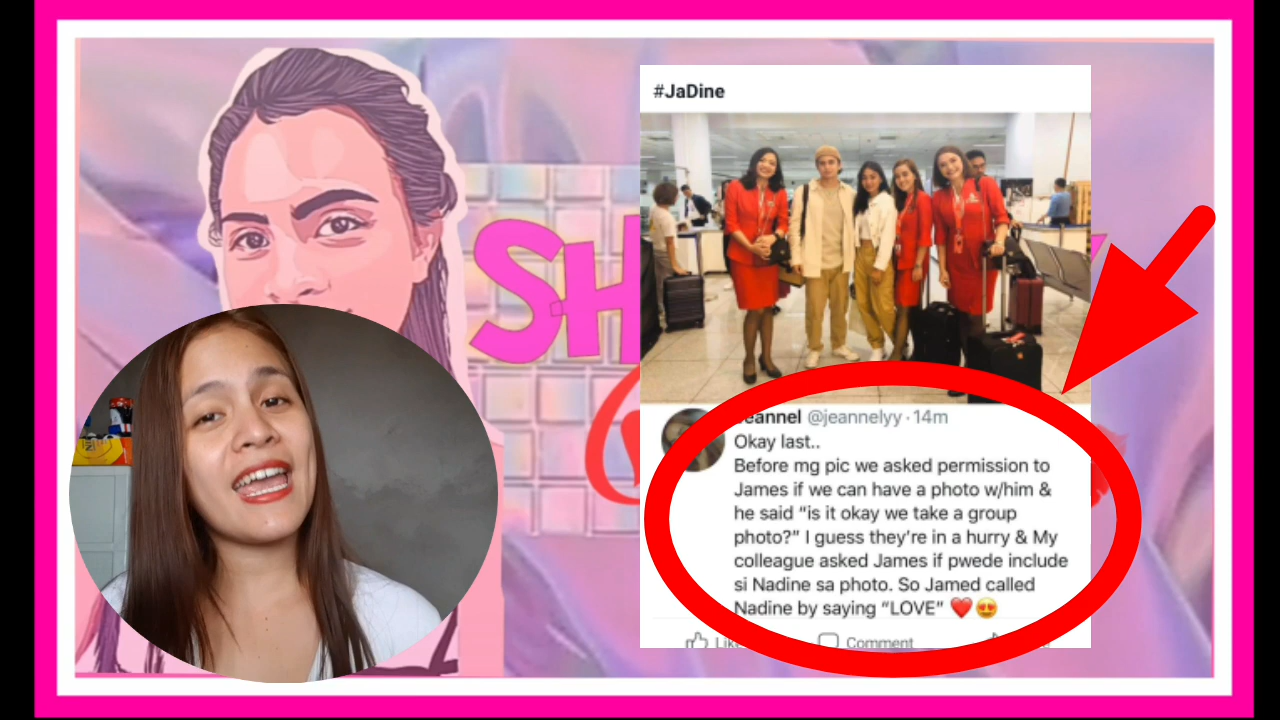 #JaDine
SH
Jeannel @jeannelyy · 14m
Okay last..
Before mg pic we asked permission to
James if we can have a photo w/him &
he said “is it okay we take a group
photo?” I guess they’re in a hurry & My
colleague asked James if pwede include
si Nadine sa photo. So Jamed called
Nadine by saying “LOVE” ❤️😍
Comment